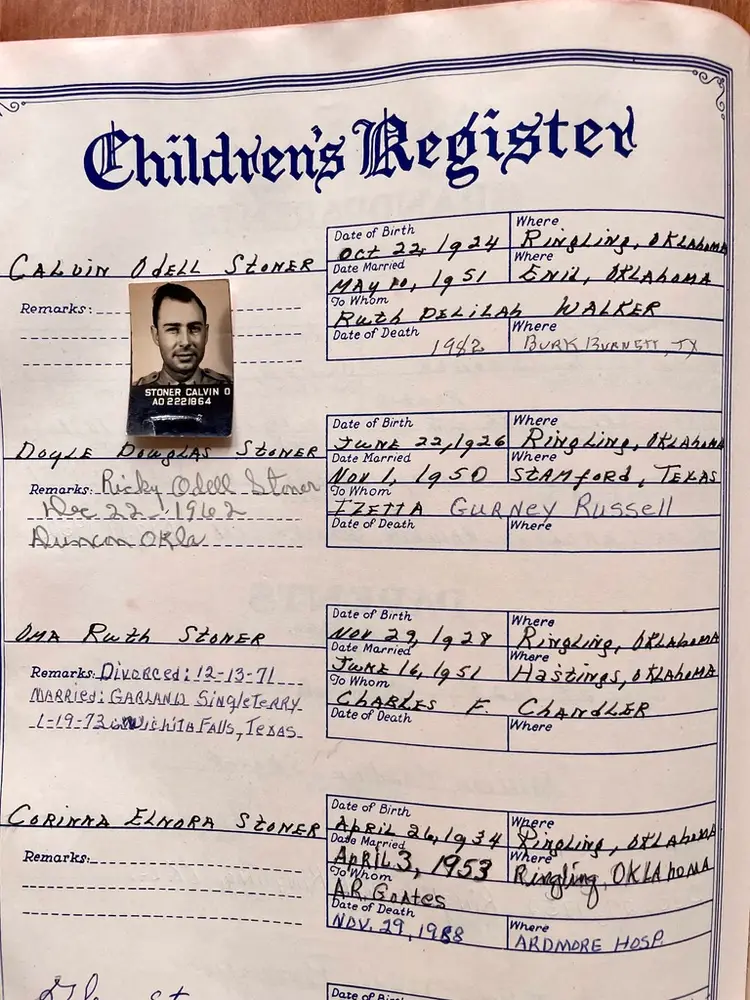 Children's Register
CALVIN OdELL STONER
Date of Birth
Oct 22, 1924
Where
Ringling, OKLAhomA
Date Married
MAY 20, 1951
Where
ENid, OKLAhomA
To Whom
Ruth DELiLAh WALKER
Date of Death
1982
Where
BURK BURNETT, TX
Remarks:
STONER CALVIN O
AO 2221864
DOYLE DOUGLAS STONER
Date of Birth
JUNE 22, 1926
Where
Ringling, OKLAhomA
Date Married
Nov 1, 1950
Where
STAMFord, TEXAS
To Whom
IZETTA GURNEY Russell
Date of Death
Where
Remarks: Ricky Odell Stoner
Dec 22, 1962
Duncan Okla
OMA Ruth STONER
Date of Birth
Nov 29, 1928
Where
Ringling, OKLAhomA
Date Married
JUNE 16, 1951
Where
Hastings, OKLAhomA
To Whom
CHARLES F. CHANDLER
Date of Death
Where
Remarks: Divorced: 12-13-71
MARRIED: GARLAND SingleTERRY
1-19-73 in Wichita FAlls, Texas
CORINNA ELNORA STONER
Date of Birth
APRIL 26, 1934
Where
Ringling, OKLAhomA
Date Married
APRIL 3, 1953
Where
Ringling, OKLAhomA
To Whom
A.R. GOATES
Date of Death
NOV. 29, 1988
Where
ARDMORE HOSP.
Remarks:
Date of Birth
Where